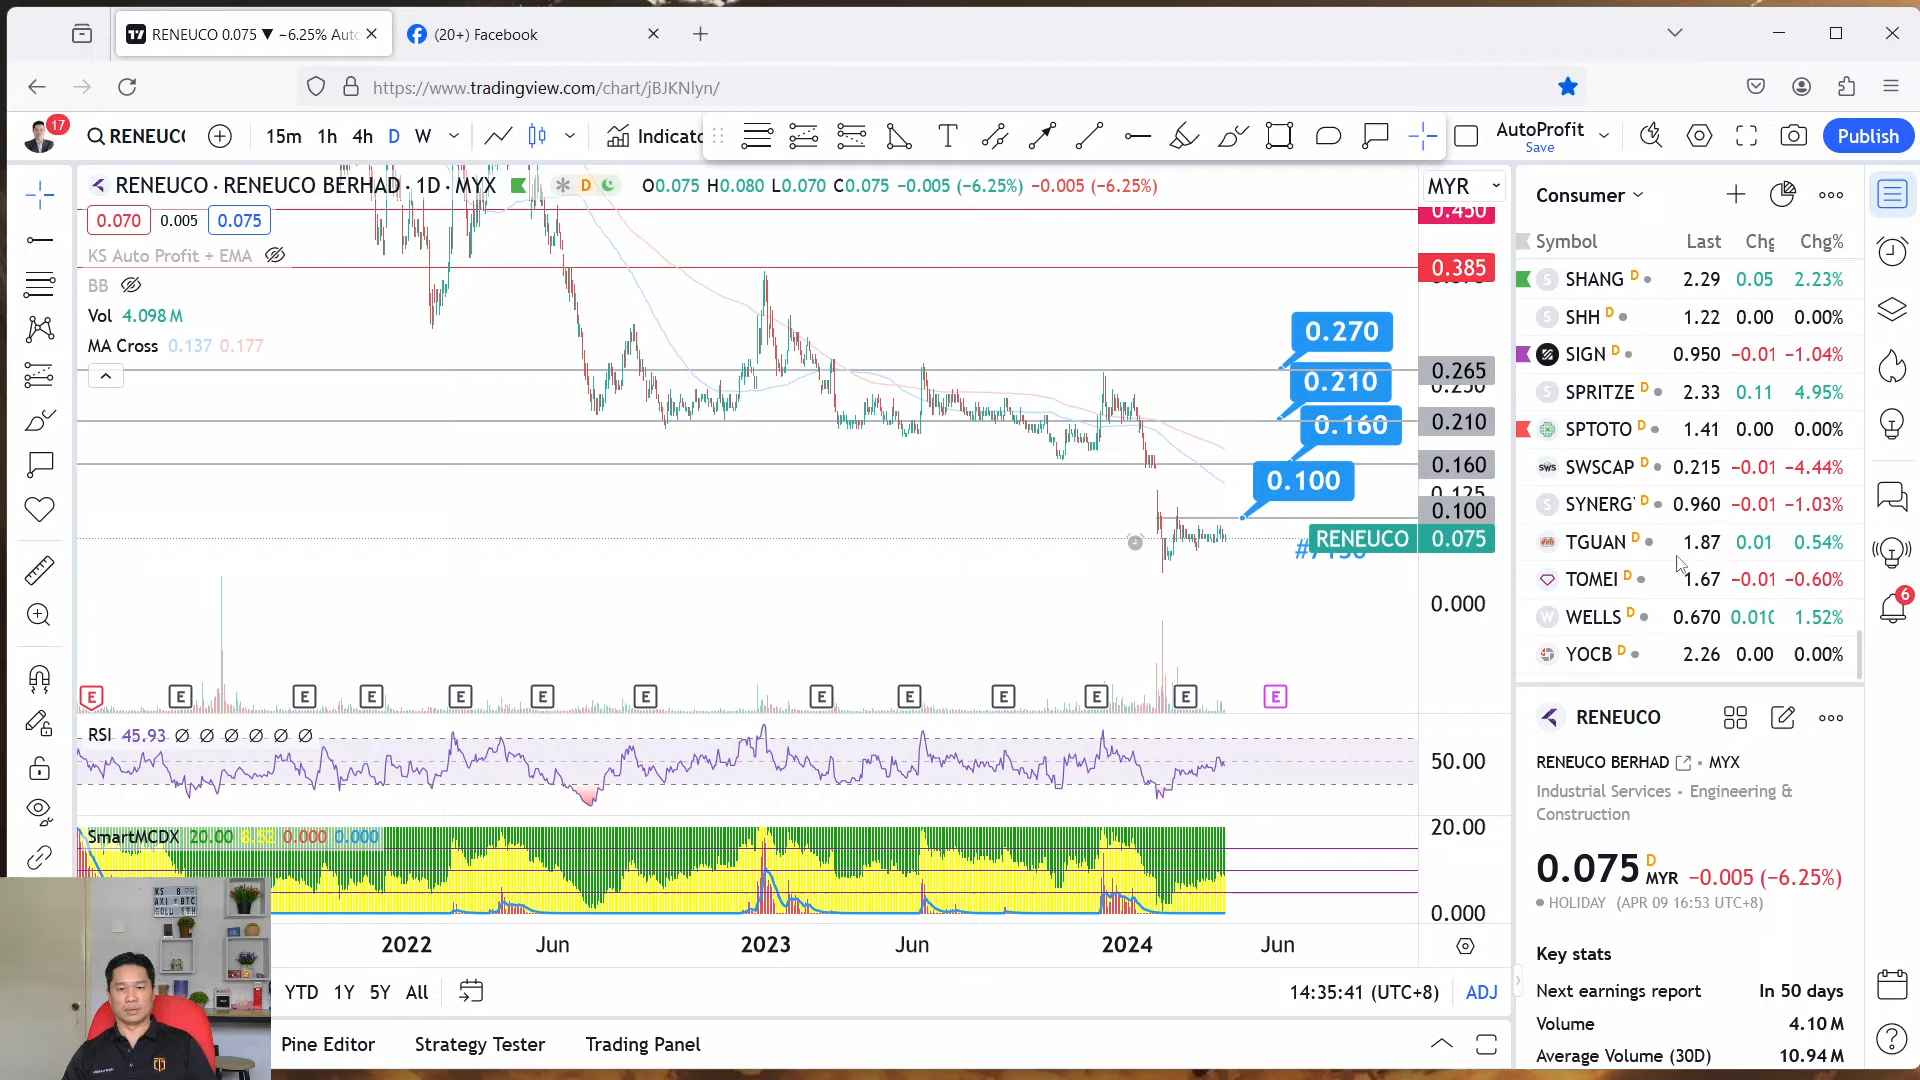 RENEUCO 0.075 ▼ −6.25% Auto
(20+) Facebook
https://www.tradingview.com/chart/jBJKNlyn/
17
RENEUC
15m 1h 4h D W
Indicato
AutoProfit
Save
Publish
RENEUCO · RENEUCO BERHAD · 1D · MYX
D
O0.075 H0.080 L0.070 C0.075 −0.005 (−6.25%) −0.005 (−6.25%)
MYR
0.070 0.005 0.075
KS Auto Profit + EMA
BB
Vol 4.098 M
MA Cross 0.137 0.177
0.450
0.385
0.270
0.265
0.210
0.210
0.160
0.160
0.125
0.100
0.100
RENEUCO 0.075
0.000
E E E E E E E E E E E E E
RSI 45.93 ∅ ∅ ∅ ∅ ∅ ∅
50.00
SmartMCDX 20.00 8.52 0.000 0.000
20.00
0.000
2022 Jun 2023 Jun 2024 Jun
YTD 1Y 5Y All
14:35:41 (UTC+8) ADJ
Pine Editor Strategy Tester Trading Panel
Consumer
Symbol Last Chg Chg%
SHANG D 2.29 0.05 2.23%
SHH D 1.22 0.00 0.00%
SIGN D 0.950 −0.01 −1.04%
SPRITZE D 2.33 0.11 4.95%
SPTOTO D 1.41 0.00 0.00%
SWSCAP D 0.215 −0.01 −4.44%
SYNERG D 0.960 −0.01 −1.03%
TGUAN D 1.87 0.01 0.54%
TOMEI D 1.67 −0.01 −0.60%
WELLS D 0.670 0.010 1.52%
YOCB D 2.26 0.00 0.00%
6
RENEUCO
RENEUCO BERHAD • MYX
Industrial Services • Engineering &
Construction
0.075 D MYR −0.005 (−6.25%)
HOLIDAY (APR 09 16:53 UTC+8)
Key stats
Next earnings report In 50 days
Volume 4.10 M
Average Volume (30D) 10.94 M